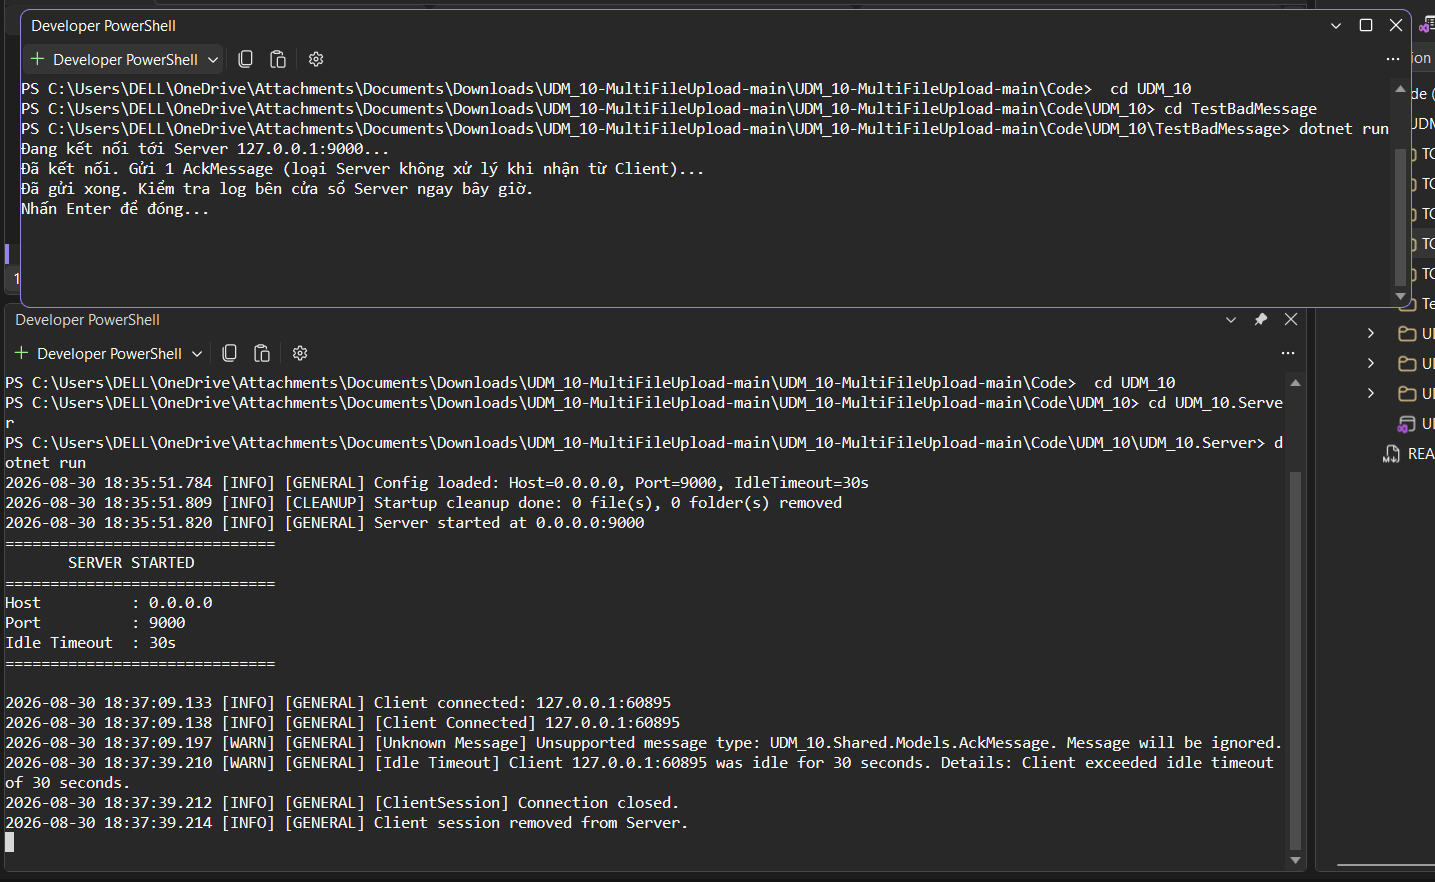 Developer PowerShell
Developer PowerShell
PS C:\Users\DELL\OneDrive\Attachments\Documents\Downloads\UDM_10-MultiFileUpload-main\UDM_10-MultiFileUpload-main\Code>  cd UDM_10
PS C:\Users\DELL\OneDrive\Attachments\Documents\Downloads\UDM_10-MultiFileUpload-main\UDM_10-MultiFileUpload-main\Code\UDM_10> cd TestBadMessage
PS C:\Users\DELL\OneDrive\Attachments\Documents\Downloads\UDM_10-MultiFileUpload-main\UDM_10-MultiFileUpload-main\Code\UDM_10\TestBadMessage> dotnet run
Đang kết nối tới Server 127.0.0.1:9000...
Đã kết nối. Gửi 1 AckMessage (loại Server không xử lý khi nhận từ Client)...
Đã gửi xong. Kiểm tra log bên cửa sổ Server ngay bây giờ.
Nhấn Enter để đóng...
1
Developer PowerShell
Developer PowerShell
PS C:\Users\DELL\OneDrive\Attachments\Documents\Downloads\UDM_10-MultiFileUpload-main\UDM_10-MultiFileUpload-main\Code>  cd UDM_10
PS C:\Users\DELL\OneDrive\Attachments\Documents\Downloads\UDM_10-MultiFileUpload-main\UDM_10-MultiFileUpload-main\Code\UDM_10> cd UDM_10.Serve
r
PS C:\Users\DELL\OneDrive\Attachments\Documents\Downloads\UDM_10-MultiFileUpload-main\UDM_10-MultiFileUpload-main\Code\UDM_10\UDM_10.Server> d
otnet run
2026-08-30 18:35:51.784 [INFO] [GENERAL] Config loaded: Host=0.0.0.0, Port=9000, IdleTimeout=30s
2026-08-30 18:35:51.809 [INFO] [CLEANUP] Startup cleanup done: 0 file(s), 0 folder(s) removed
2026-08-30 18:35:51.820 [INFO] [GENERAL] Server started at 0.0.0.0:9000
==============================
SERVER STARTED
==============================
Host          : 0.0.0.0
Port          : 9000
Idle Timeout  : 30s
==============================
2026-08-30 18:37:09.133 [INFO] [GENERAL] Client connected: 127.0.0.1:60895
2026-08-30 18:37:09.138 [INFO] [GENERAL] [Client Connected] 127.0.0.1:60895
2026-08-30 18:37:09.197 [WARN] [GENERAL] [Unknown Message] Unsupported message type: UDM_10.Shared.Models.AckMessage. Message will be ignored.
2026-08-30 18:37:39.210 [WARN] [GENERAL] [Idle Timeout] Client 127.0.0.1:60895 was idle for 30 seconds. Details: Client exceeded idle timeout
of 30 seconds.
2026-08-30 18:37:39.212 [INFO] [GENERAL] [ClientSession] Connection closed.
2026-08-30 18:37:39.214 [INFO] [GENERAL] Client session removed from Server.